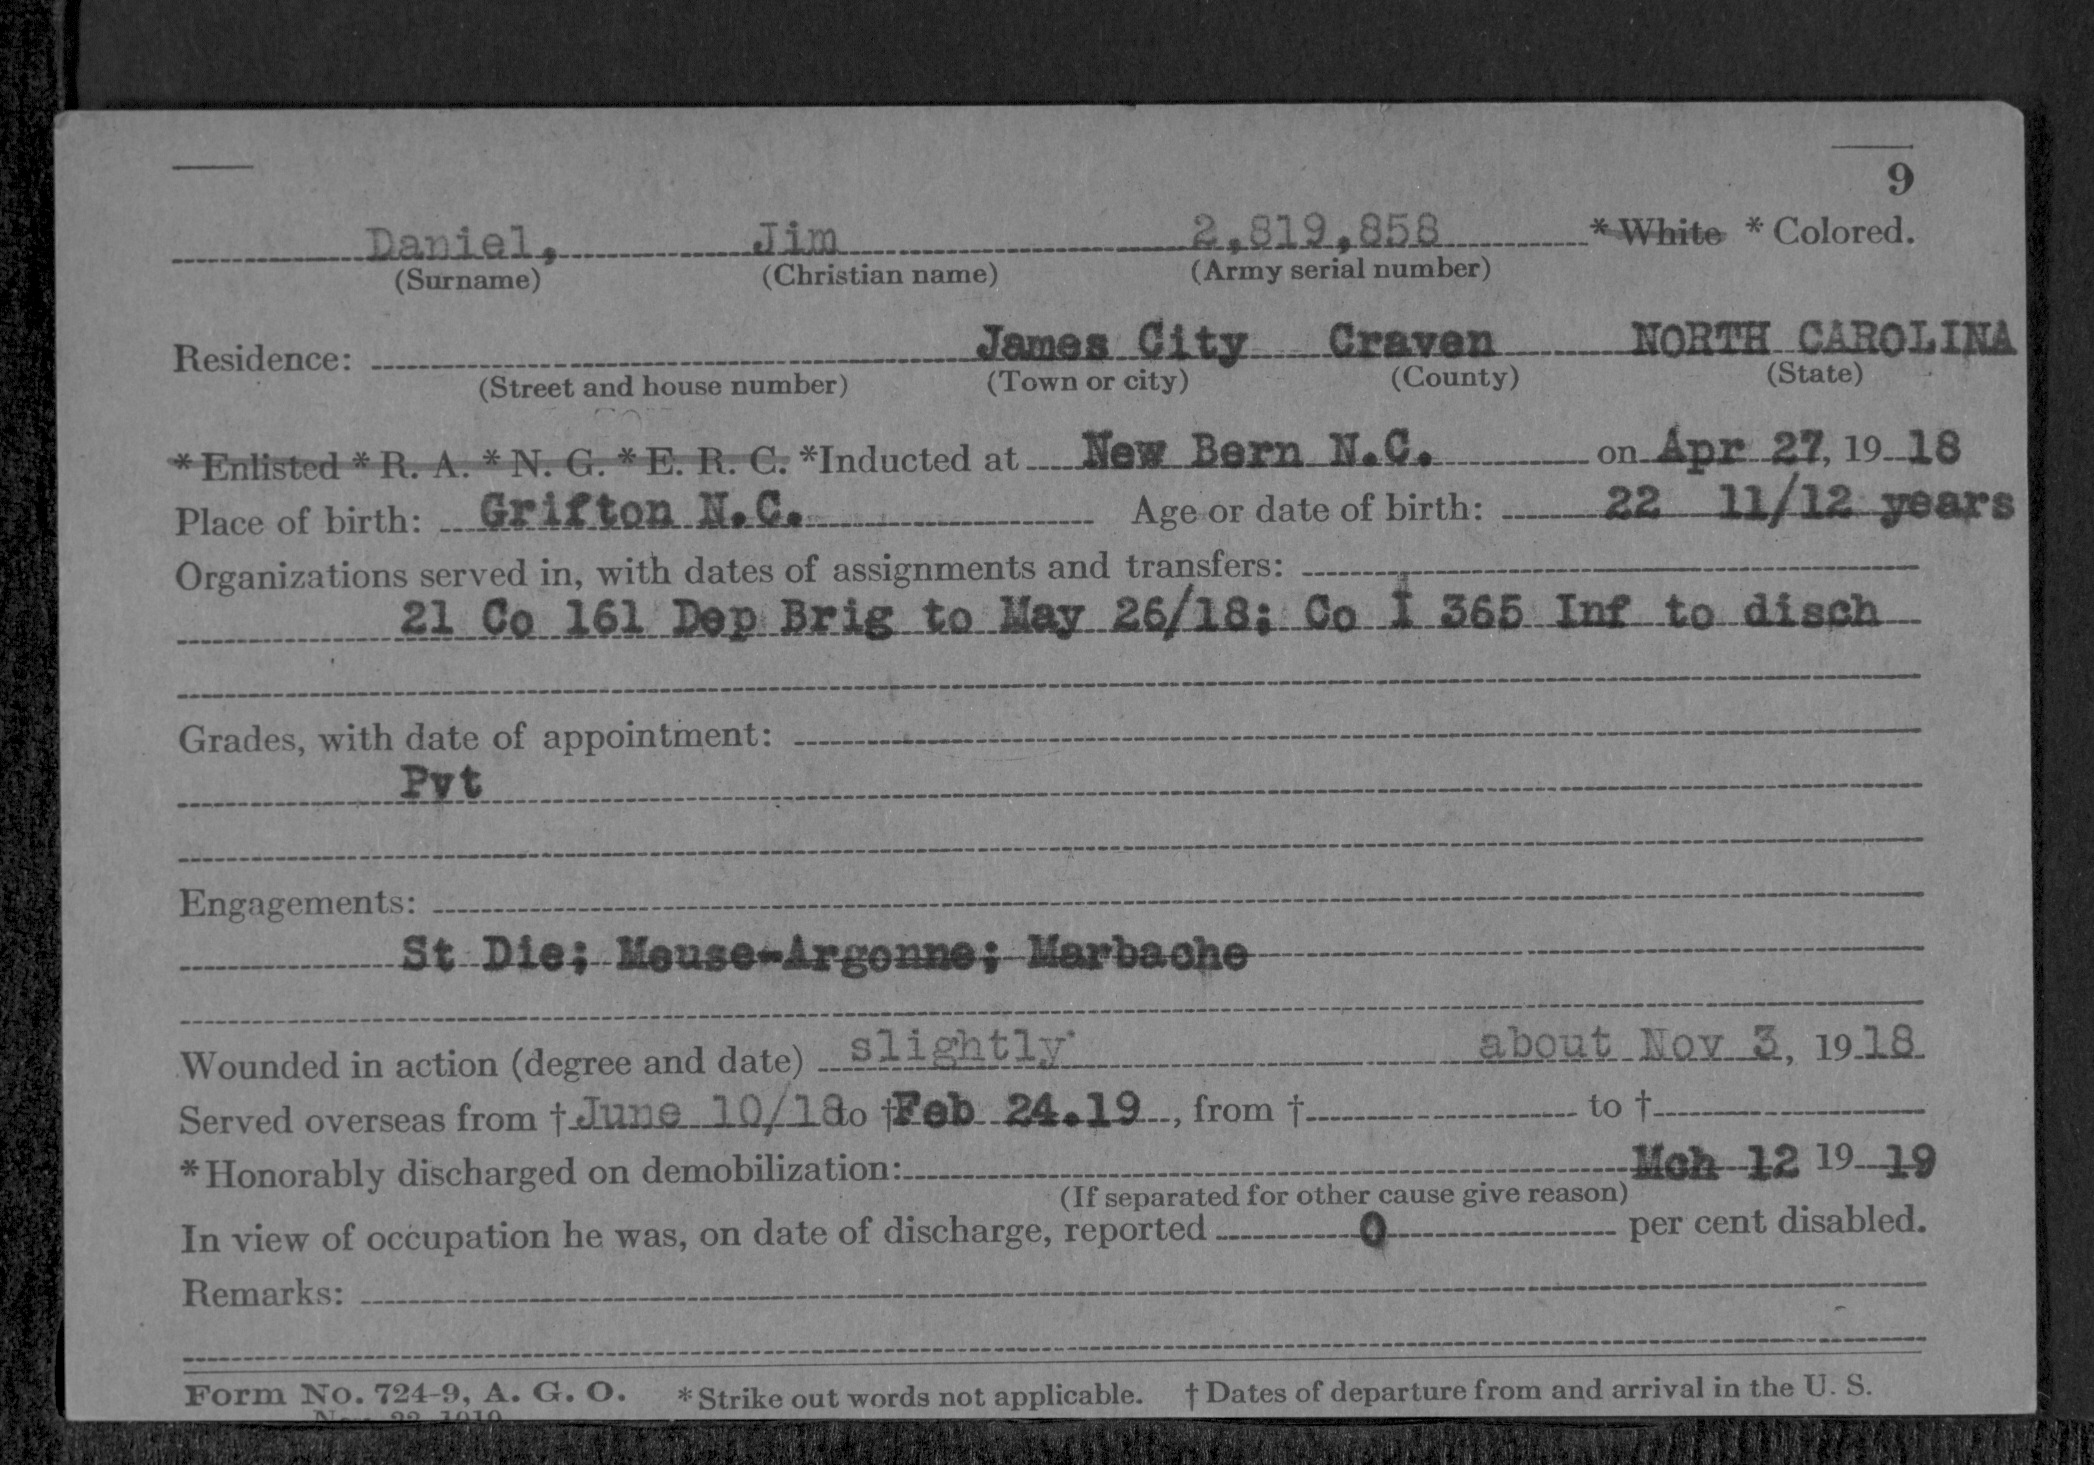 9
Daniel, Jim 2,819,858 * White * Colored.
(Surname) (Christian name) (Army serial number)
Residence: James City Craven NORTH CAROLINA
(Street and house number) (Town or city) (County) (State)
* Enlisted * R. A. * N. G. * E. R. C. *Inducted at New Bern N.C. on Apr 27, 19 18
Place of birth: Grifton N.C. Age or date of birth: 22 11/12 years
Organizations served in, with dates of assignments and transfers:
21 Co 161 Dep Brig to May 26/18; Co I 365 Inf to disch
Grades, with date of appointment:
Pvt
Engagements:
St Die; Meuse-Argonne; Marbache
Wounded in action (degree and date) slightly about Nov 3, 19 18
Served overseas from † June 10/18 to † Feb 24.19, from † to †
* Honorably discharged on demobilization: Mch 12 19 19
(If separated for other cause give reason)
In view of occupation he was, on date of discharge, reported 0 per cent disabled.
Remarks:
Form No. 724-9, A. G. O. * Strike out words not applicable. † Dates of departure from and arrival in the U. S.
Nov. 22, 1919